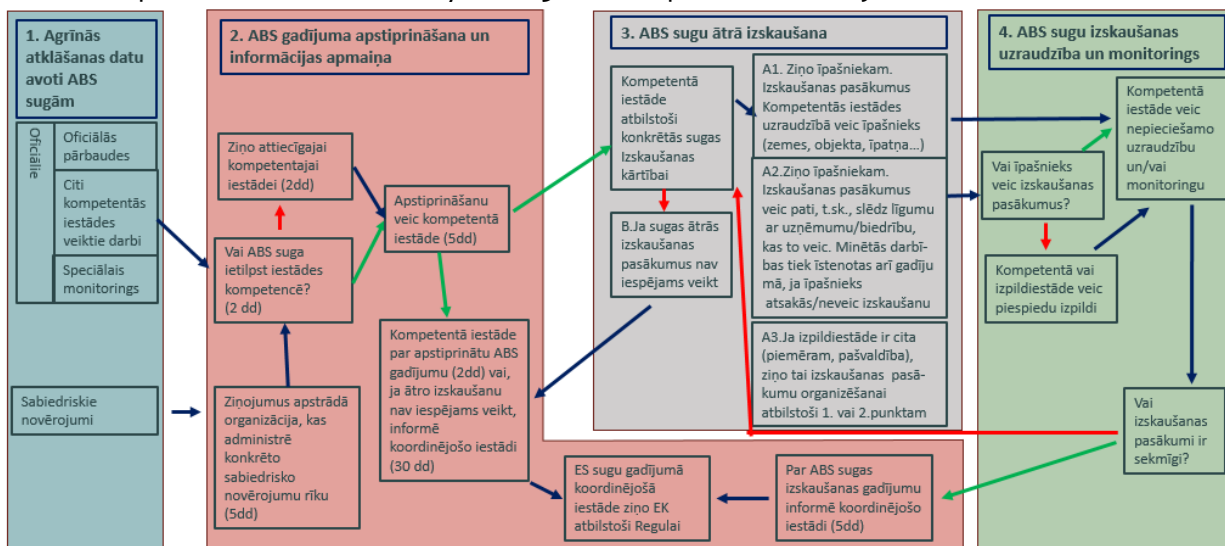 1. Agrīnās
atklāšanas datu
avoti ABS
sugām
Oficiālie
Oficiālās
pārbaudes
Citi
kompetentās
iestādes
veiktie darbi
Speciālais
monitorings
Sabiedriskie
novērojumi
2. ABS gadījuma apstiprināšana un
informācijas apmaiņa
Ziņo attiecīgajai
kompetentajai
iestādei (2dd)
Vai ABS suga
ietilpst iestādes
kompetencē?
(2 dd)
Ziņojumus apstrādā
organizācija, kas
administrē
konkrēto
sabiedrisko
novērojumu rīku
(5dd)
Apstiprināšanu
veic kompetentā
iestāde (5dd)
Kompetentā iestāde
par apstiprinātu ABS
gadījumu (2dd) vai,
ja ātro izskaušanu
nav iespējams veikt,
informē
koordinējošo iestādi
(30 dd)
ES sugu gadījumā
koordinējošā
iestāde ziņo EK
atbilstoši Regulai
Par ABS sugas
izskaušanas gadījumu
informē koordinējošo
iestādi (5dd)
3. ABS sugu ātrā izskaušana
Kompetentā
iestāde
atbilstoši
konkrētās sugas
Izskaušanas
kārtībai
B.Ja sugas ātrās
izskaušanas
pasākumus nav
iespējams veikt
A1. Ziņo īpašniekam.
Izskaušanas pasākumus
Kompetentās iestādes
uzraudzībā veic īpašnieks
(zemes, objekta, īpatņa...)
A2.Ziņo īpašniekam.
Izskaušanas pasākumus
veic pati, t.sk., slēdz līgumu
ar uzņēmumu/biedrību,
kas to veic. Minētās darbī-
bas tiek īstenotas arī gadīju
mā, ja īpašnieks
atsakās/neveic izskaušanu
A3.Ja izpildiestāde ir cita
(piemēram, pašvaldība),
ziņo tai izskaušanas pasā-
kumu organizēšanai
atbilstoši 1. vai 2.punktam
4. ABS sugu izskaušanas
uzraudzība un monitorings
Kompetentā
iestāde veic
nepieciešamo
uzraudzību
un/vai
monitoringu
Vai īpašnieks
veic izskaušanas
pasākumus?
Kompetentā vai
izpildiestāde veic
piespiedu izpildi
Vai
izskaušanas
pasākumi ir
sekmīgi?